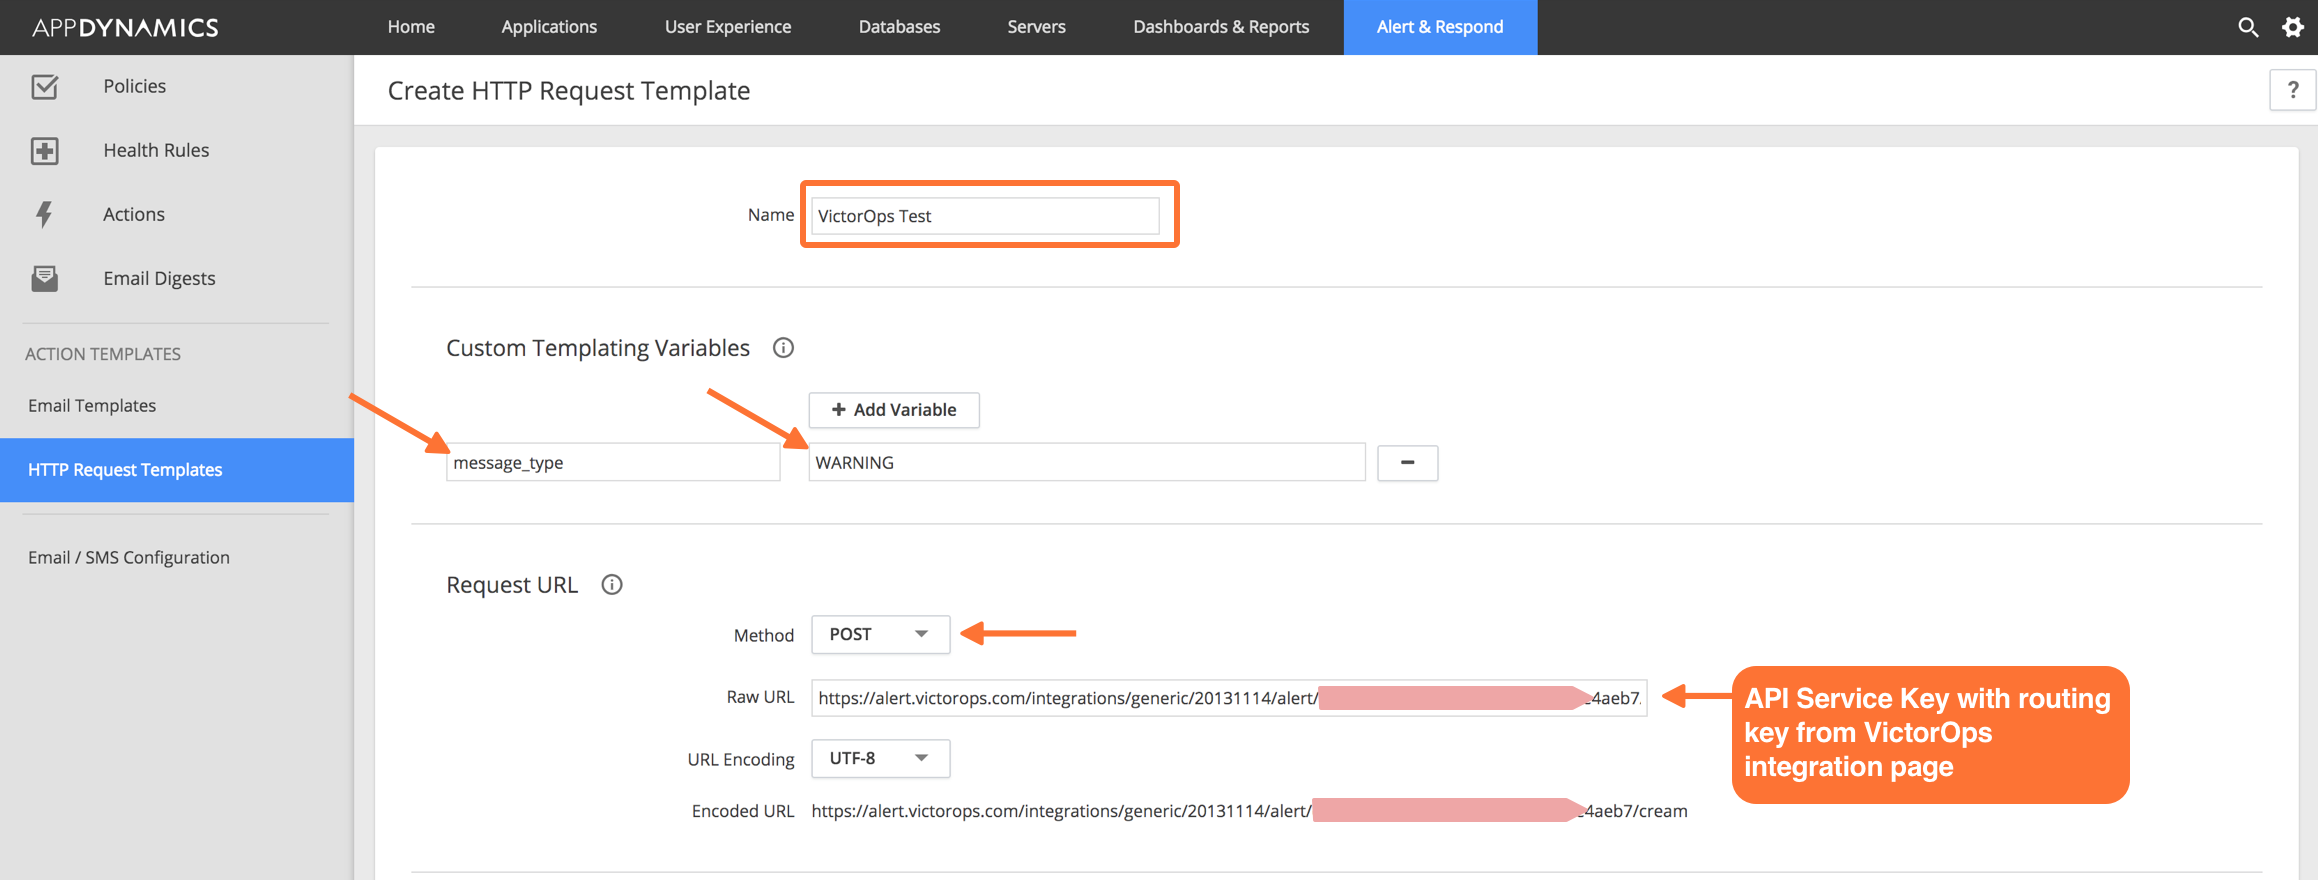 APPDYNAMICS Home Applications User Experience Databases Servers Dashboards & Reports Alert & Respond
Policies
Health Rules
Actions
Email Digests
ACTION TEMPLATES
Email Templates
HTTP Request Templates
Email / SMS Configuration
Create HTTP Request Template ?
Name VictorOps Test
Custom Templating Variables i
+ Add Variable
message_type WARNING −
Request URL i
Method POST
Raw URL https://alert.victorops.com/integrations/generic/20131114/alert/ 4aeb7
API Service Key with routing
key from VictorOps
integration page
URL Encoding UTF-8
Encoded URL https://alert.victorops.com/integrations/generic/20131114/alert/ 4aeb7/cream